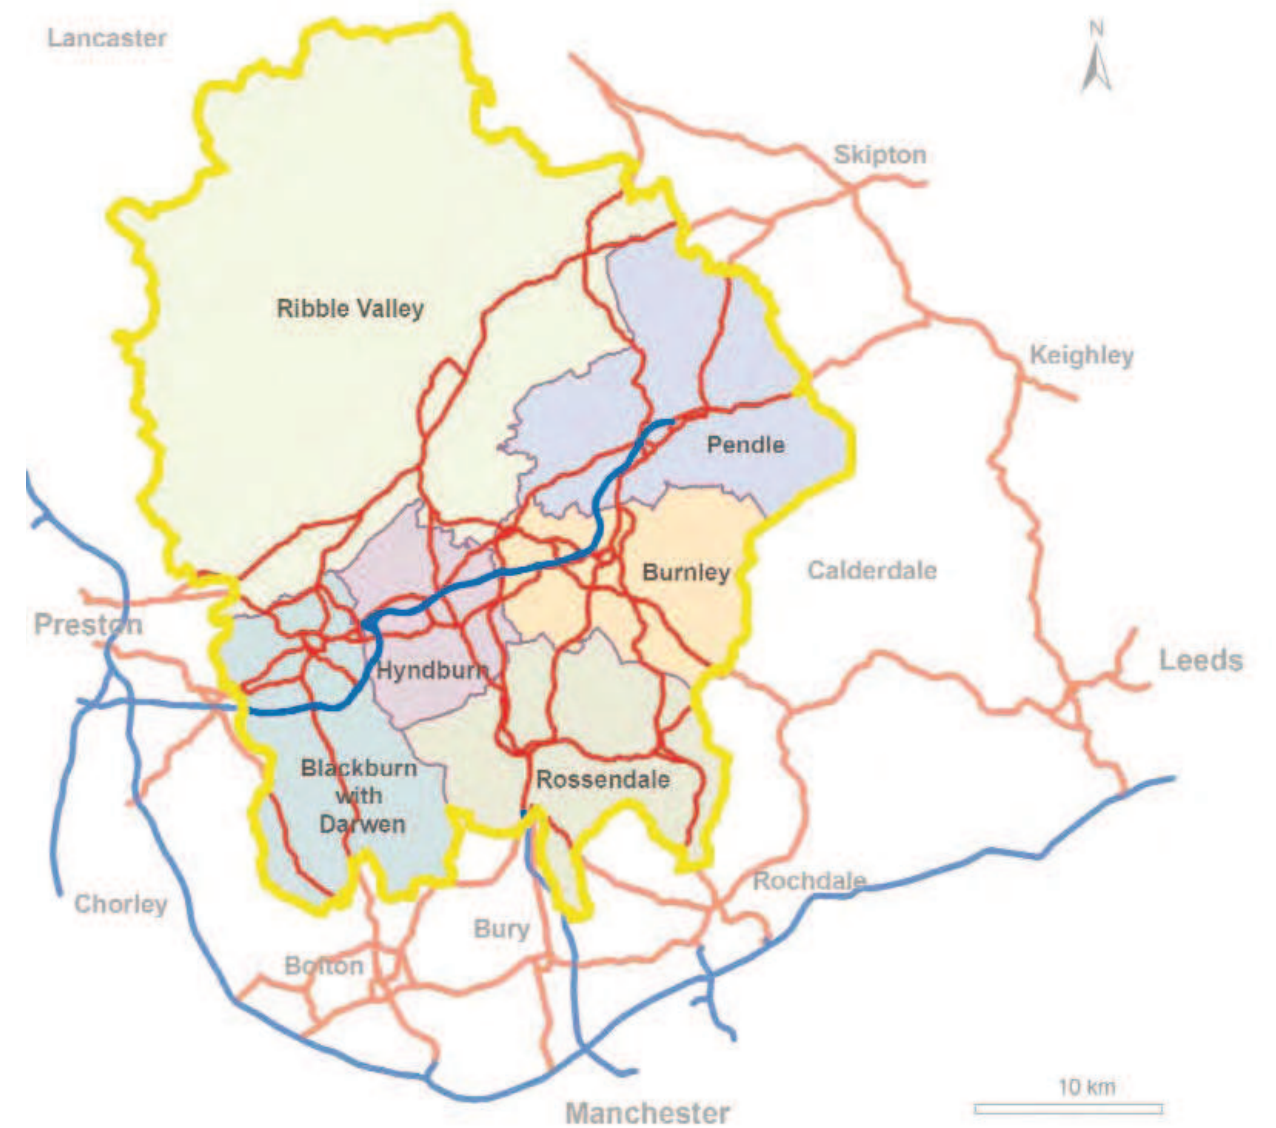 Lancaster
N
Skipton
Ribble Valley
Keighley
Pendle
Burnley
Calderdale
Preston
Leeds
Hyndburn
Blackburn
with
Darwen
Rossendale
Chorley
Rochdale
Bury
Bolton
10 km
Manchester